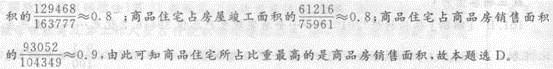 积的129468/163777≈0.8 ;商品住宅占房屋竣工面积的61216/75961≈0.8;商品住宅占商品房销售面积
的93052/104349≈0.9,由此可知商品住宅所占比重最高的是商品房销售面积,故本题选 D。